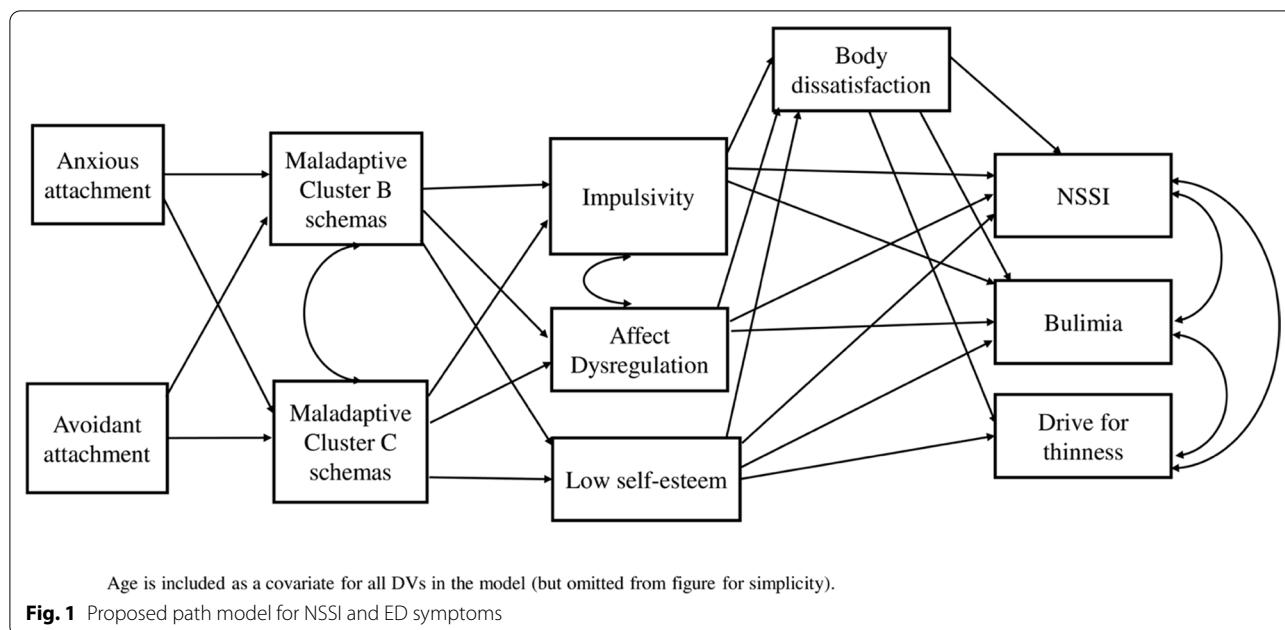 Body
dissatisfaction
Anxious
attachment
Maladaptive
Cluster B
schemas
Impulsivity
NSSI
Bulimia
Affect
Dysregulation
Avoidant
attachment
Maladaptive
Cluster C
schemas
Drive for
thinness
Low self-esteem
Age is included as a covariate for all DVs in the model (but omitted from figure for simplicity).
Fig. 1 Proposed path model for NSSI and ED symptoms